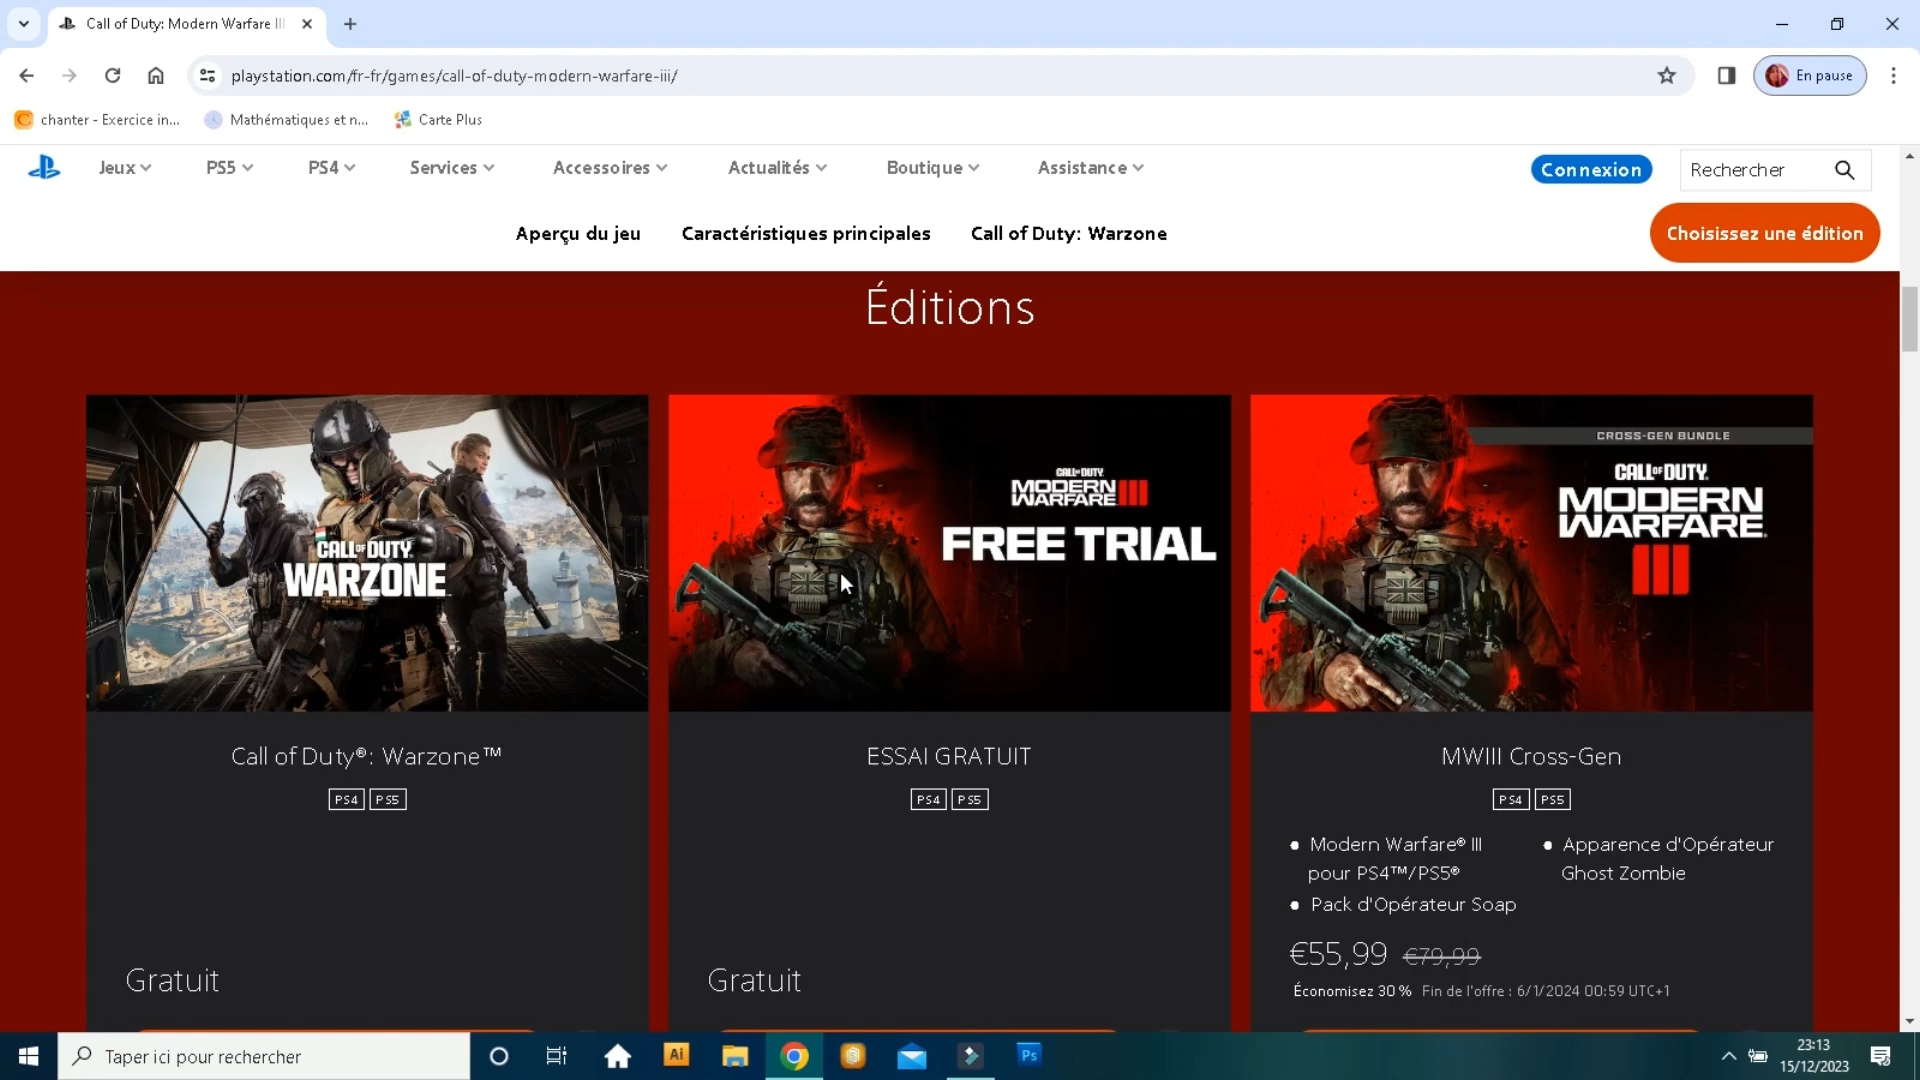 Call of Duty: Modern Warfare III
playstation.com/fr-fr/games/call-of-duty-modern-warfare-iii/
En pause
chanter - Exercice in...
Mathématiques et n...
Carte Plus
Jeux
PS5
PS4
Services
Accessoires
Actualités
Boutique
Assistance
Connexion
Rechercher
Aperçu du jeu
Caractéristiques principales
Call of Duty: Warzone
Choisissez une édition
Éditions
CALL OF DUTY
WARZONE
CALL OF DUTY
MODERN
WARFARE III
FREE TRIAL
CROSS-GEN BUNDLE
CALL OF DUTY.
MODERN
WARFARE.
III
Call of Duty®: Warzone™
PS4 PS5
Gratuit
ESSAI GRATUIT
PS4 PS5
Gratuit
MWIII Cross-Gen
PS4 PS5
Modern Warfare® III
pour PS4™/PS5®
Pack d'Opérateur Soap
Apparence d'Opérateur
Ghost Zombie
€55,99 €79,99
Économisez 30 % Fin de l'offre : 6/1/2024 00:59 UTC+1
Taper ici pour rechercher
Ai
Ps
23:13
15/12/2023